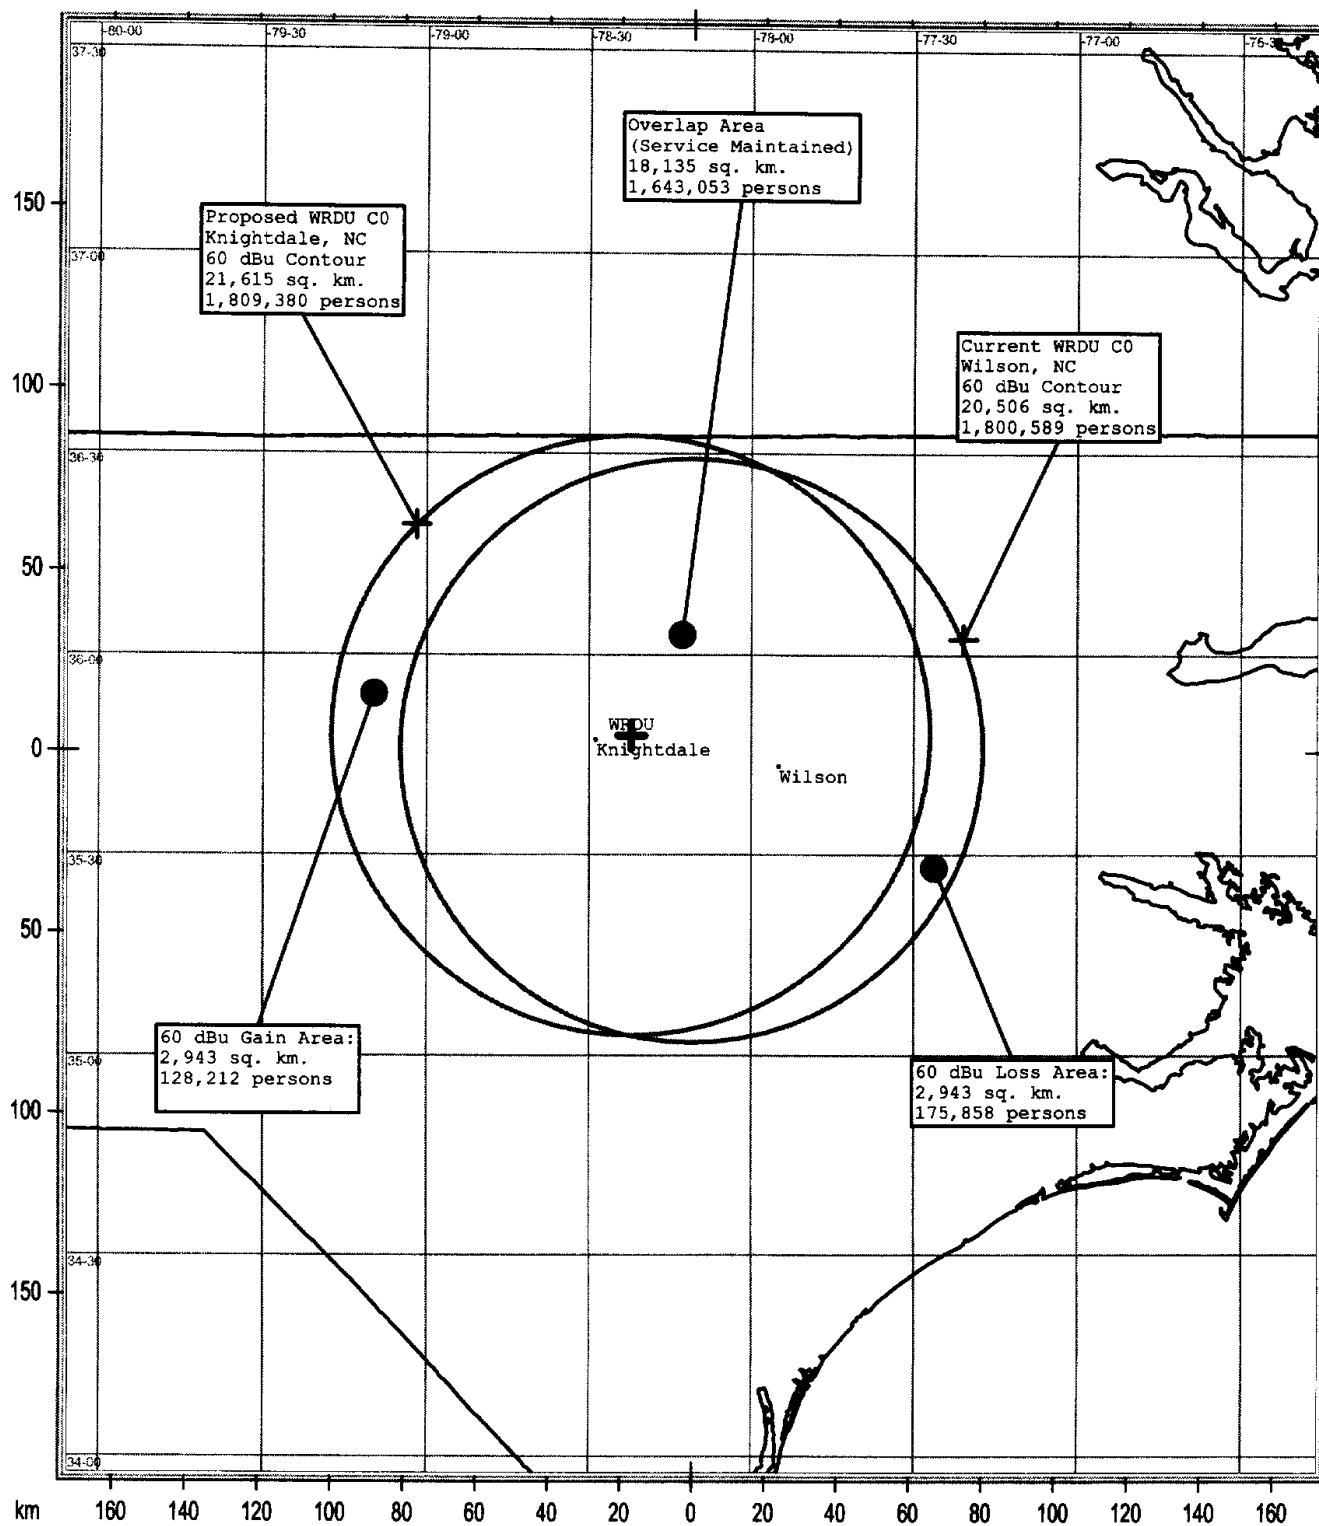 -80-00
-79-30
-79-00
-78-30
-78-00
-77-30
-77-00
37-30
Overlap Area
(Service Maintained)
18,135 sq. km.
1,643,053 persons
150
Proposed WRDU C0
Knightdale, NC
60 dBu Contour
21,615 sq. km.
1,809,380 persons
37-00
Current WRDU C0
Wilson, NC
60 dBu Contour
20,506 sq. km.
1,800,589 persons
100
36-30
50
36-00
WRDU
Knightdale
0
Wilson
35-30
50
60 dBu Gain Area:
2,943 sq. km.
128,212 persons
35-00
60 dBu Loss Area:
2,943 sq. km.
175,858 persons
100
34-30
150
34-00
km 160 140 120 100 80 60 40 20 0 20 40 60 80 100 120 140 160